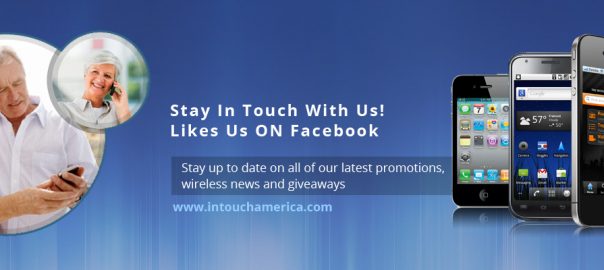 Stay In Touch With Us!
Likes Us ON Facebook
Stay up to date on all of our latest promotions,
wireless news and giveaways
www.intouchamerica.com
57°